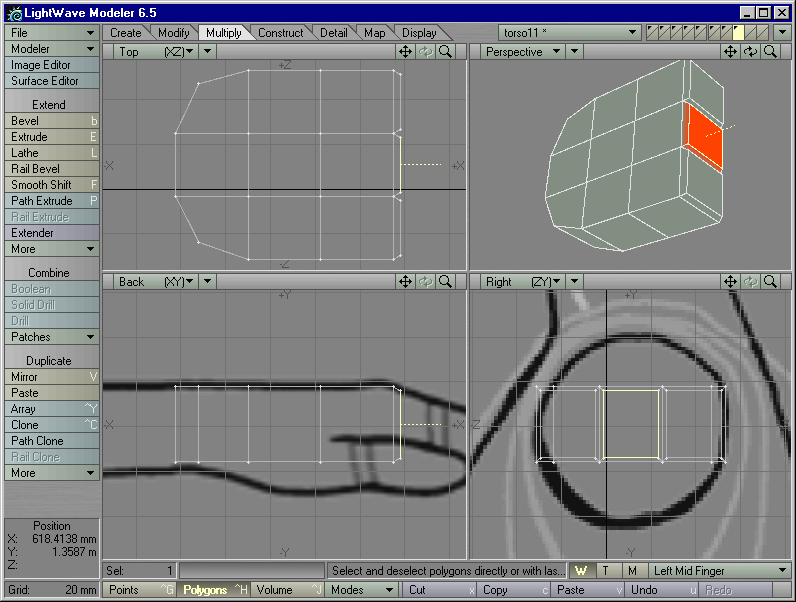 LightWave Modeler 6.5
File
Create Modify Multiply Construct Detail Map Display
torso11 *
Modeler
Image Editor
Surface Editor
Extend
Bevel b
Extrude E
Lathe L
Rail Bevel
Smooth Shift F
Path Extrude P
Rail Extrude
Extender
More
Combine
Boolean
Solid Drill
Drill
Patches
Duplicate
Mirror V
Paste
Array ^Y
Clone ^C
Path Clone
Rail Clone
More
Top (XZ)
+Z
-X
+X
-Z
Perspective
Back (XY)
+Y
-X
+X
-Y
Right (ZY)
+Y
-Z
-Y
Position
X: 618.4138 mm
Y: 1.3587 m
Z:
Grid: 20 mm
Sel: 1
Select and deselect polygons directly or with las...
W T M
Left Mid Finger
Points ^G
Polygons ^H
Volume ^J
Modes
Cut x
Copy c
Paste v
Undo u
Redo